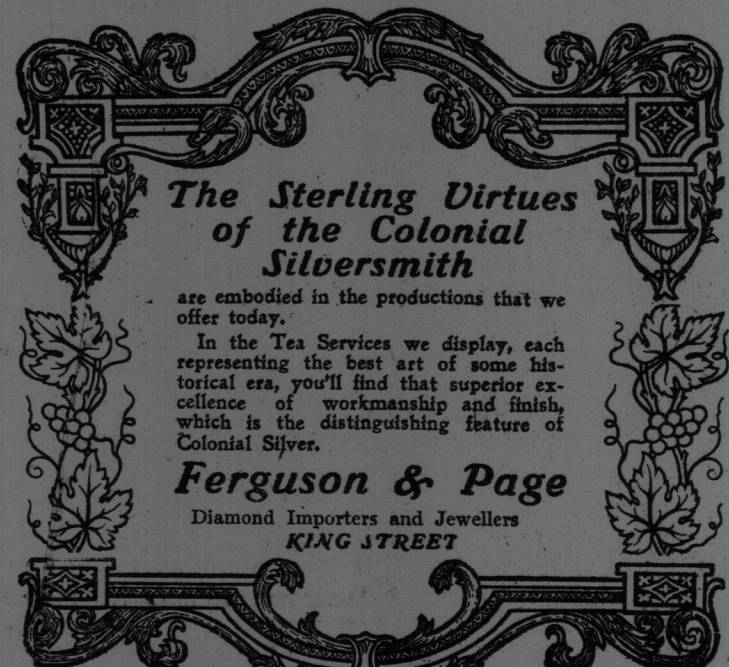 The Sterling Virtues
of the Colonial
Silversmith
are embodied in the productions that we
offer today.
In the Tea Services we display, each
representing the best art of some his-
torical era, you'll find that superior ex-
cellence of workmanship and finish,
which is the distinguishing feature of
Colonial Silver.
Ferguson & Page
Diamond Importers and Jewellers
KING STREET